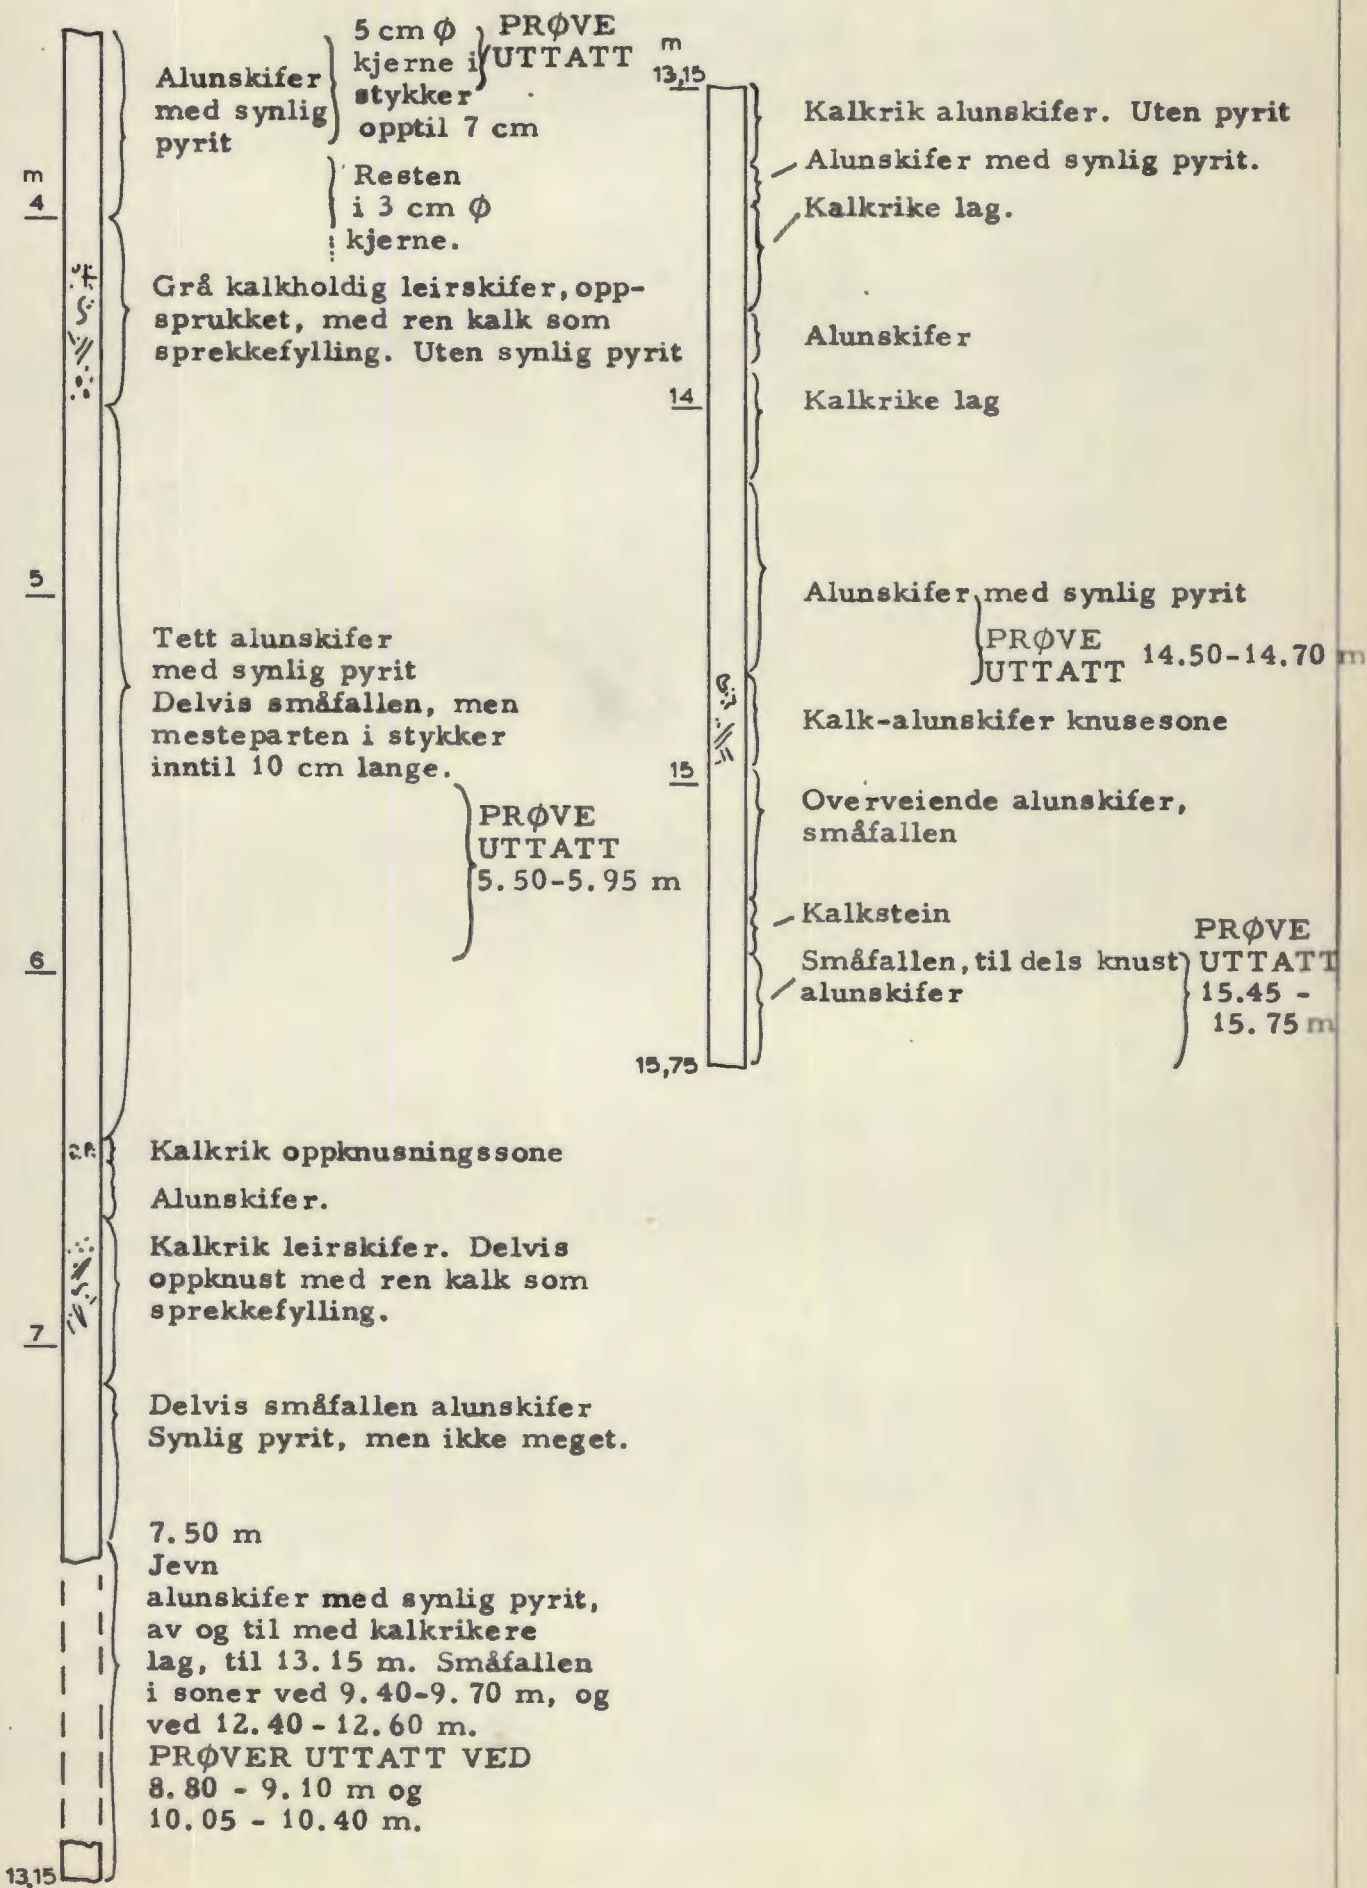 5 cm Ø
kjerne i
stykker
opptil 7 cm
PRØVE
UTTATT
Alunskifer
med synlig
pyrit
Resten
i 3 cm Ø
kjerne.
m
4
Grå kalkholdig leirskifer, opp-
sprukket, med ren kalk som
sprekkefylling. Uten synlig pyrit
5
Tett alunskifer
med synlig pyrit
Delvis småfallen, men
mesteparten i stykker
inntil 10 cm lange.
PRØVE
UTTATT
5.50-5.95 m
6
Kalkrik oppknusningssone
Alunskifer.
Kalkrik leirskifer. Delvis
oppknust med ren kalk som
sprekkefylling.
7
Delvis småfallen alunskifer
Synlig pyrit, men ikke meget.
7.50 m
Jevn
alunskifer med synlig pyrit,
av og til med kalkrikere
lag, til 13.15 m. Småfallen
i soner ved 9.40-9.70 m, og
ved 12.40 - 12.60 m.
PRØVER UTTATT VED
8.80 - 9.10 m og
10.05 - 10.40 m.
13,15
m
13,15
Kalkrik alunskifer. Uten pyrit
Alunskifer med synlig pyrit.
Kalkrike lag.
Alunskifer
14
Kalkrike lag
Alunskifer med synlig pyrit
PRØVE
UTTATT
14.50-14.70 m
Kalk-alunskifer knusesone
15
Overveiende alunskifer,
småfallen
Kalkstein
Småfallen, til dels knust
alunskifer
PRØVE
UTTATT
15.45 -
15.75 m
15,75